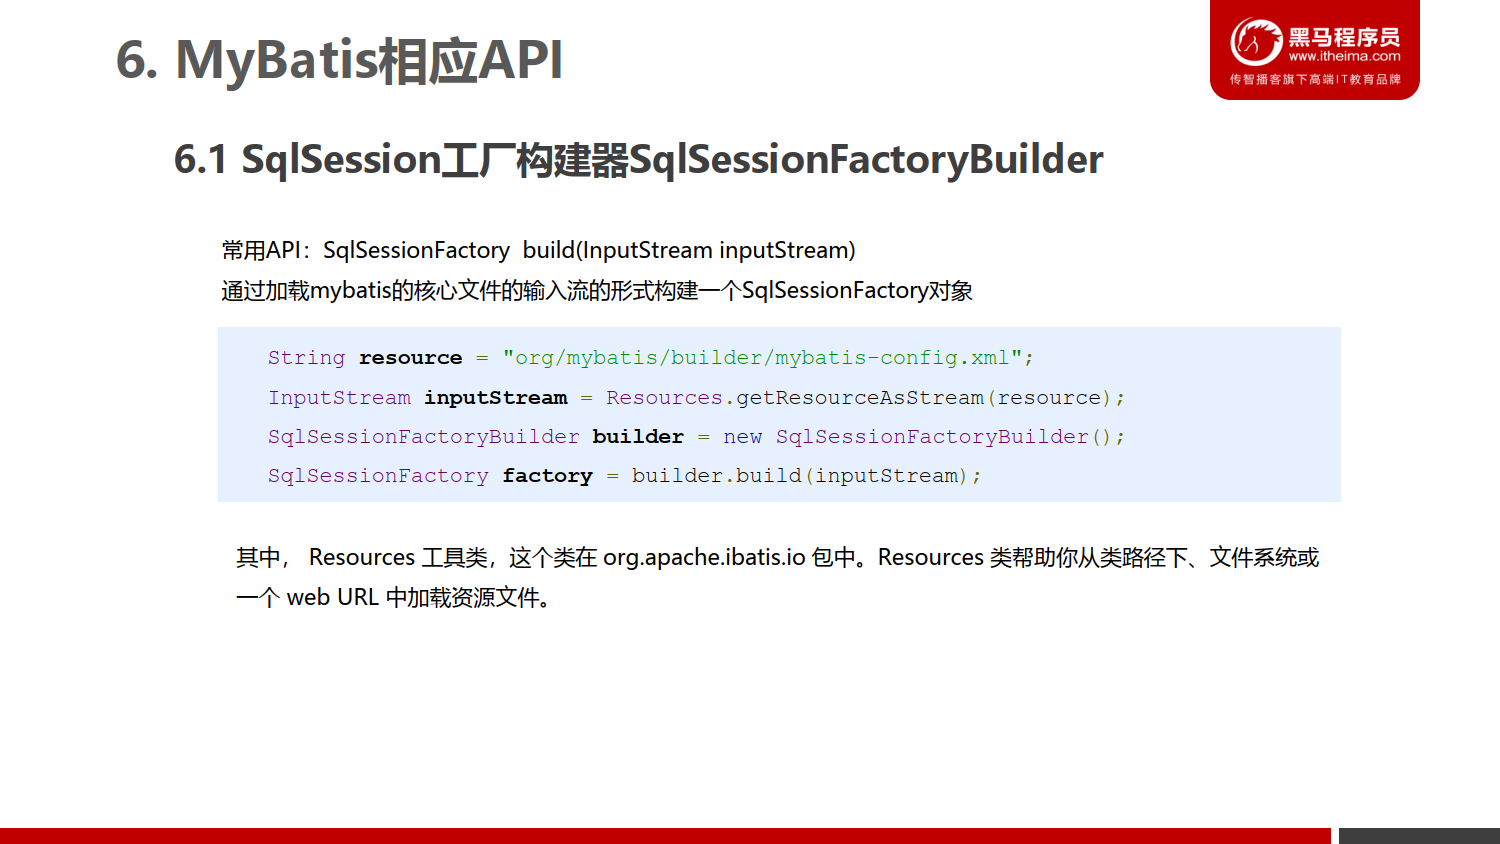 6. MyBatis相应API
黑马程序员
www.itheima.com
传智播客旗下高端IT教育品牌
6.1 SqlSession工厂构建器SqlSessionFactoryBuilder
常用API：SqlSessionFactory  build(InputStream inputStream)
通过加载mybatis的核心文件的输入流的形式构建一个SqlSessionFactory对象
String resource = "org/mybatis/builder/mybatis-config.xml";
InputStream inputStream = Resources.getResourceAsStream(resource);
SqlSessionFactoryBuilder builder = new SqlSessionFactoryBuilder();
SqlSessionFactory factory = builder.build(inputStream);
其中， Resources 工具类，这个类在 org.apache.ibatis.io 包中。Resources 类帮助你从类路径下、文件系统或
一个 web URL 中加载资源文件。